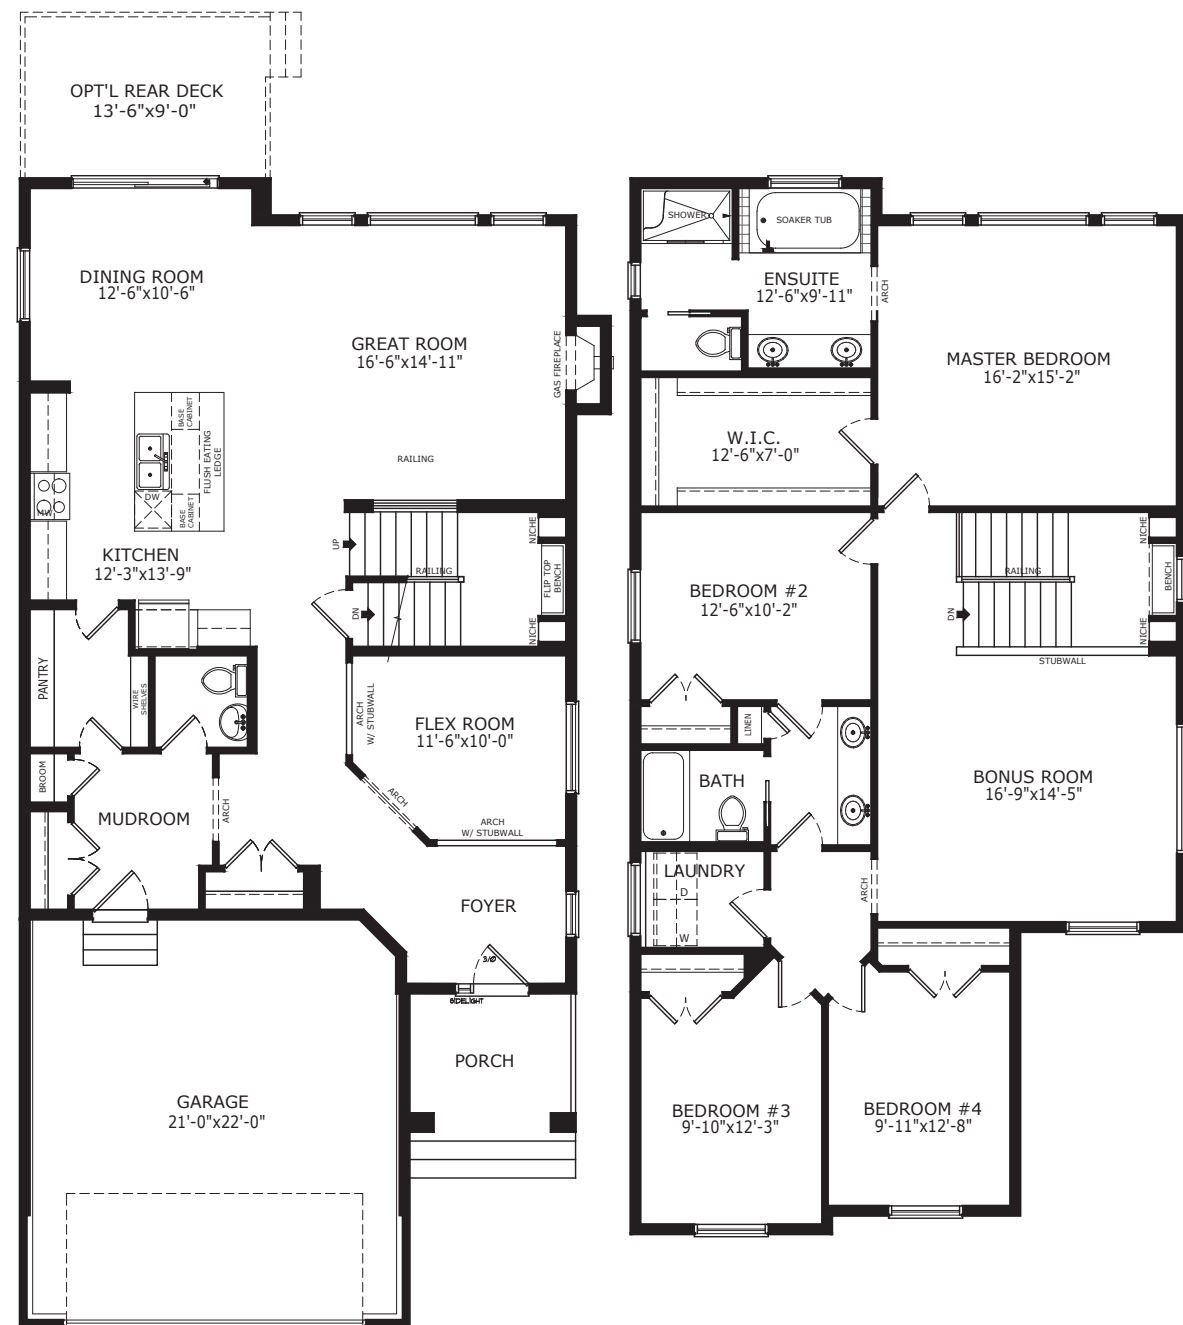 OPT'L REAR DECK
13'-6"x9'-0"
DINING ROOM
12'-6"x10'-6"
GREAT ROOM
16'-6"x14'-11"
GAS FIREPLACE
BASE
CABINET
FLUSH EATING
LEDGE
DW
BASE
CABINET
MW
RAILING
KITCHEN
12'-3"x13'-9"
UP
RAILING
DN
NICHE
FLIP TOP
BENCH
NICHE
PANTRY
WIRE
SHELVES
ARCH
W/ STUBWALL
FLEX ROOM
11'-6"x10'-0"
BROOM
MUDROOM
ARCH
ARCH
ARCH
W/ STUBWALL
FOYER
3/0
SIDELIGHT
PORCH
GARAGE
21'-0"x22'-0"
SHOWER
SOAKER TUB
ENSUITE
12'-6"x9'-11"
ARCH
MASTER BEDROOM
16'-2"x15'-2"
W.I.C.
12'-6"x7'-0"
BEDROOM #2
12'-6"x10'-2"
RAILING
DN
NICHE
BENCH
NICHE
STUBWALL
LINEN
BATH
BONUS ROOM
16'-9"x14'-5"
LAUNDRY
D
W
ARCH
BEDROOM #3
9'-10"x12'-3"
BEDROOM #4
9'-11"x12'-8"